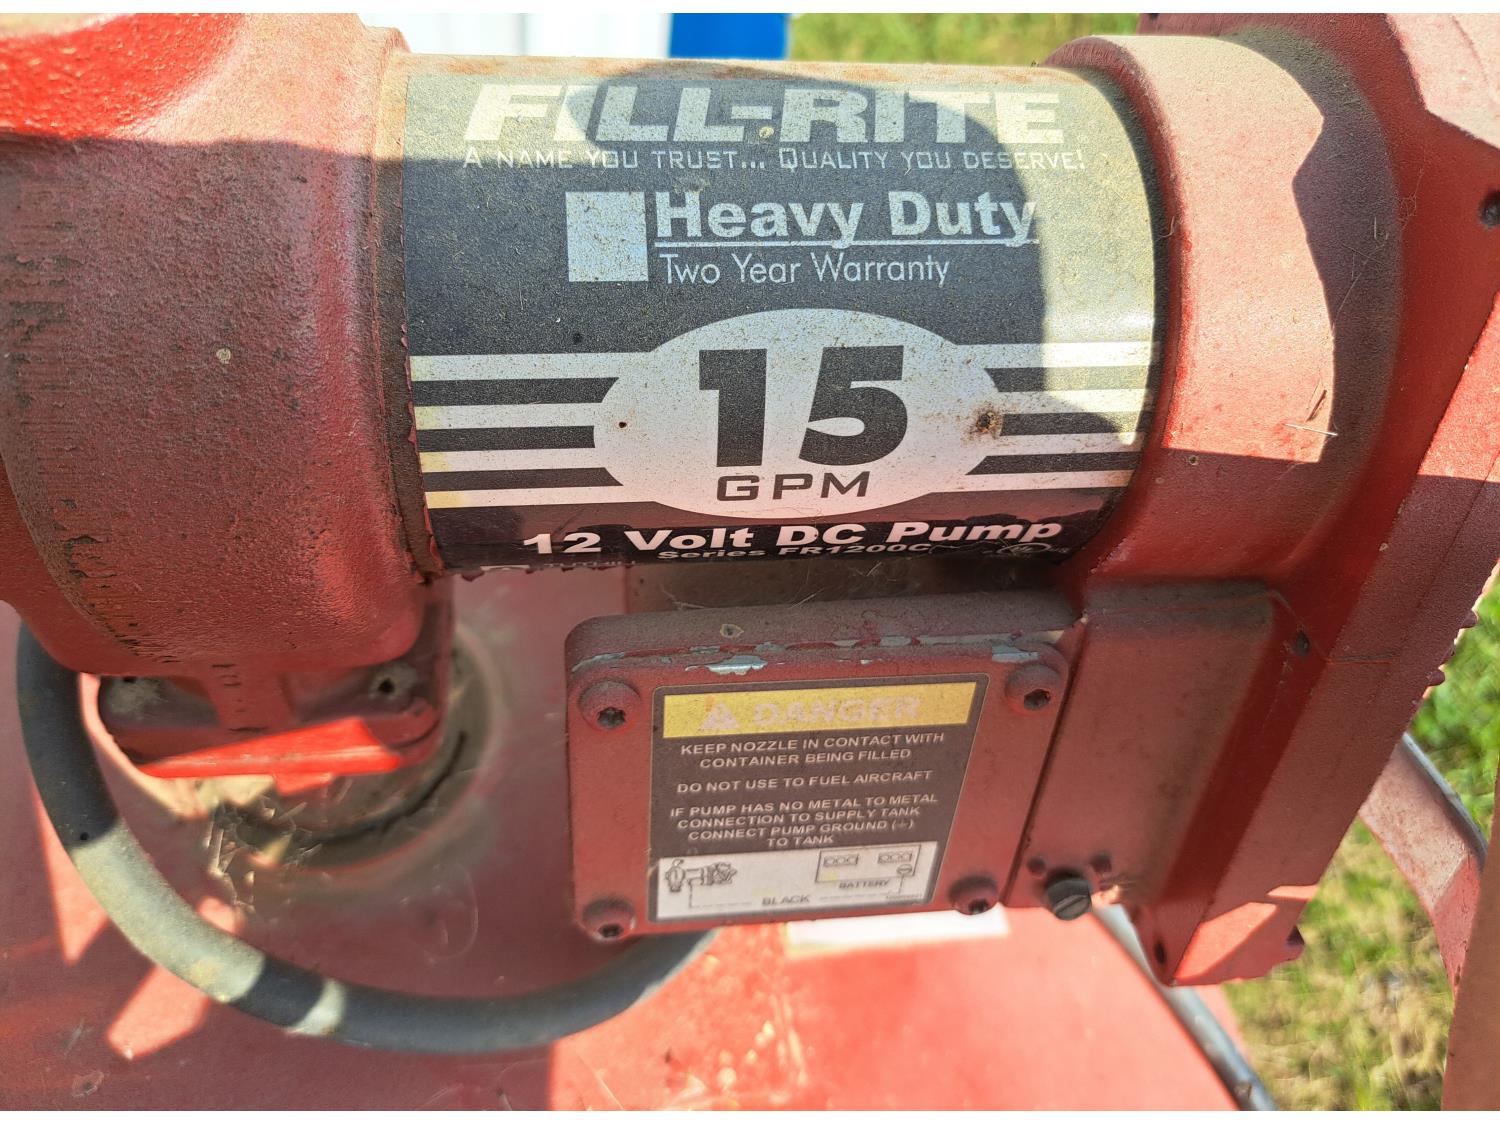 FILL-RITE
A NAME YOU TRUST... QUALITY YOU DESERVE!
Heavy Duty
Two Year Warranty
15
GPM
12 Volt DC Pump
Series FR1200C
DANGER
KEEP NOZZLE IN CONTACT WITH
CONTAINER BEING FILLED
DO NOT USE TO FUEL AIRCRAFT
IF PUMP HAS NO METAL TO METAL
CONNECTION TO SUPPLY TANK
CONNECT PUMP GROUND (⏚)
TO TANK
BATTERY
BLACK